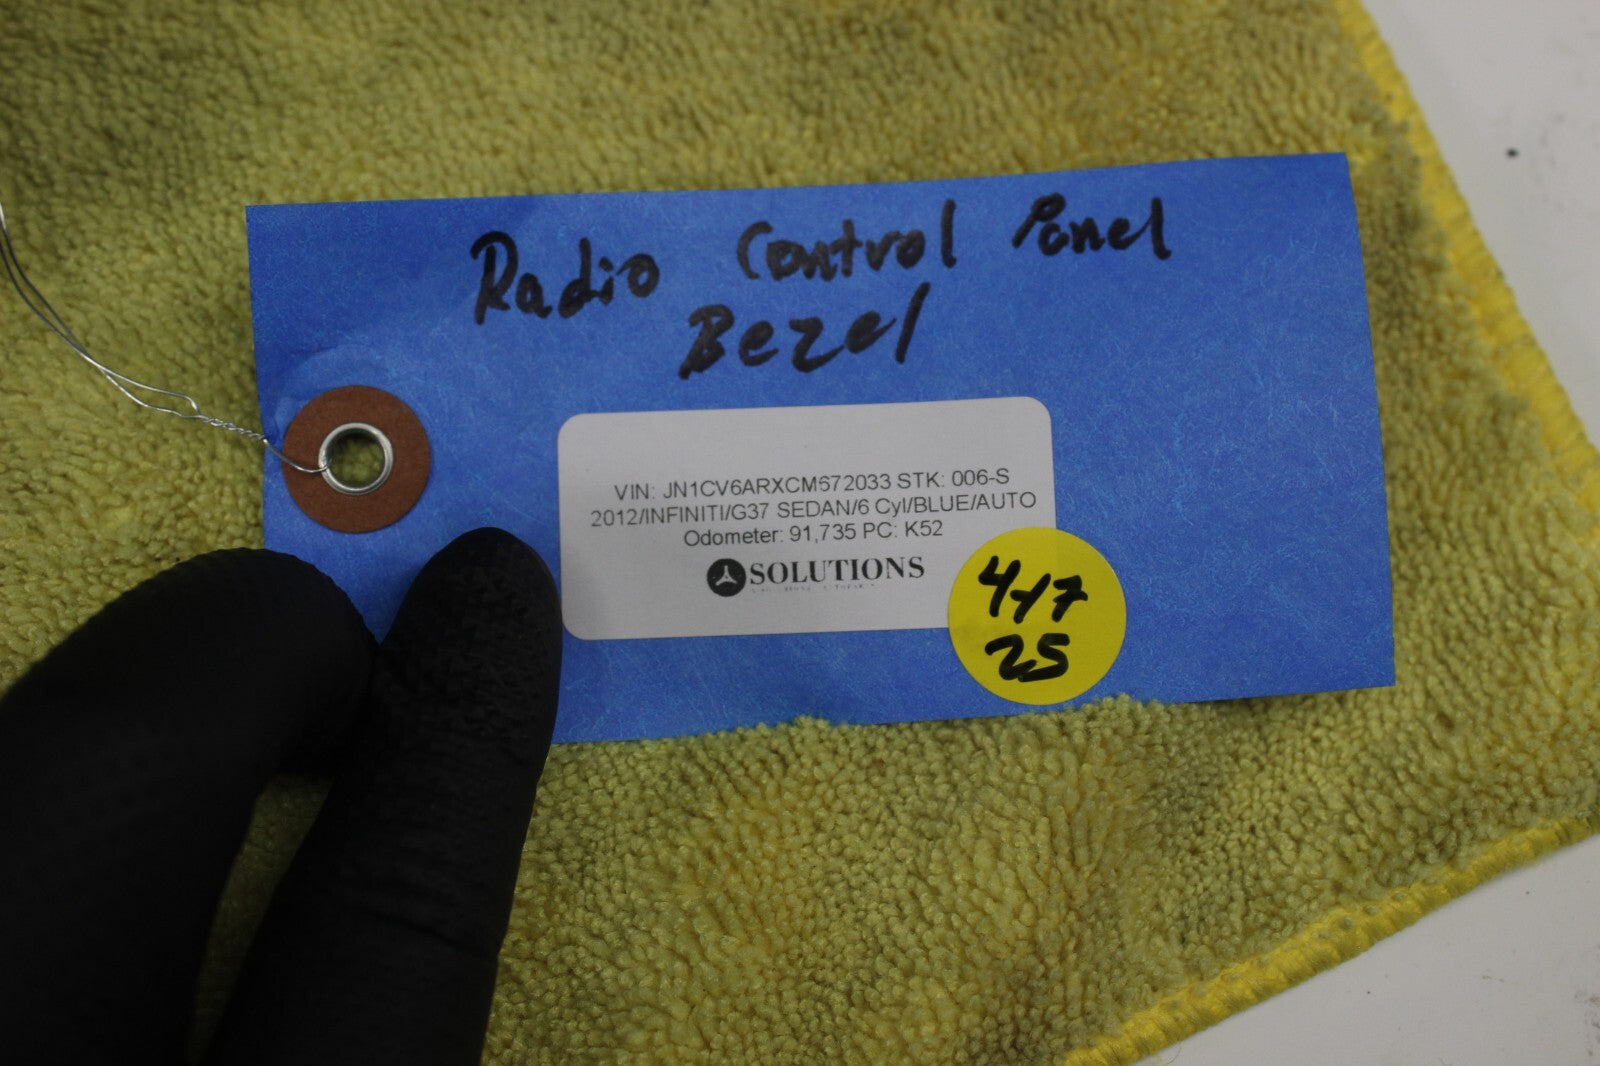 Radio Control Panel
Bezel
VIN: JN1CV6ARXCM672033 STK: 006-S
2012/INFINITI/G37 SEDAN/6 Cyl/BLUE/AUTO
Odometer: 91,735 PC: K52
SOLUTIONS
4-17
25